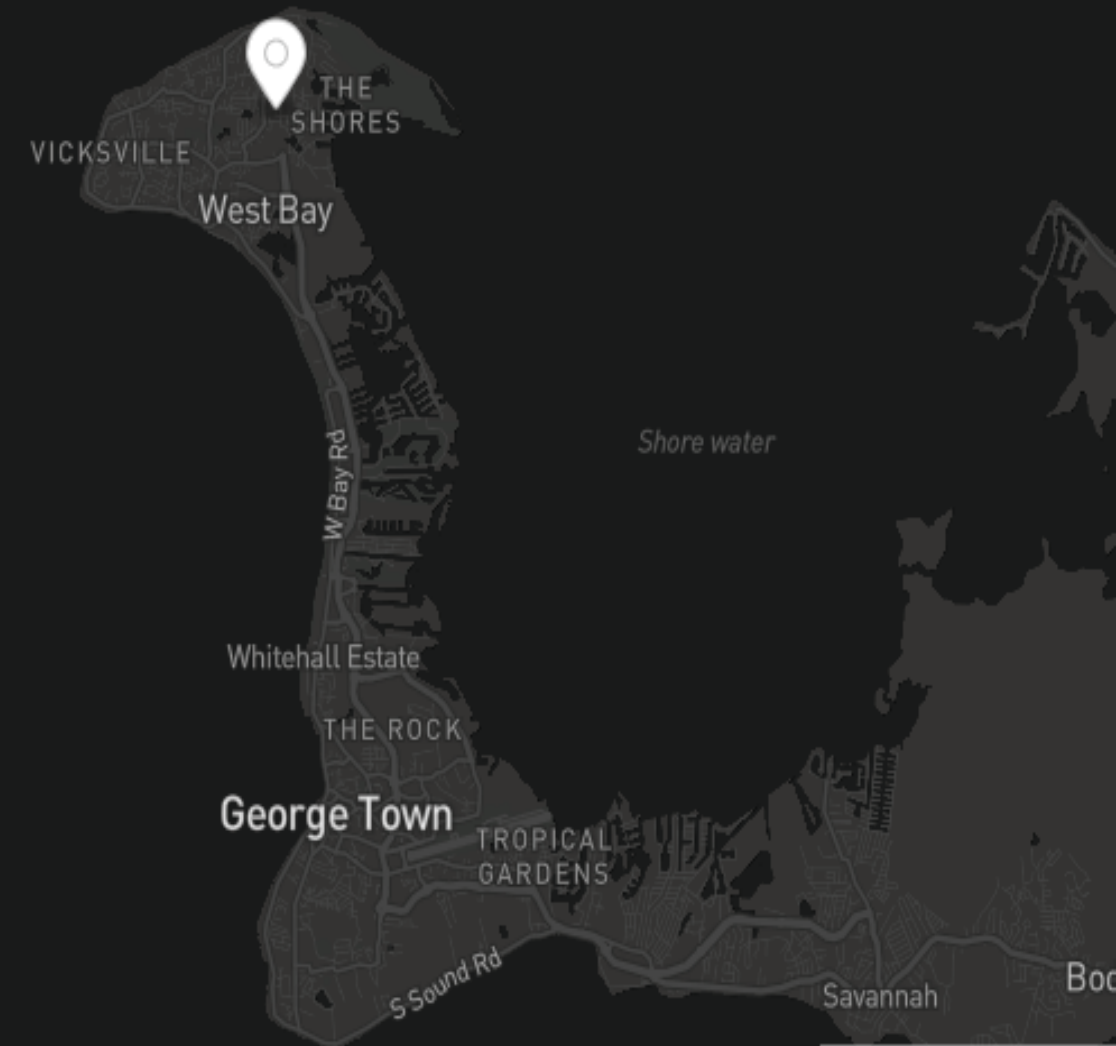 THE
SHORES
VICKSVILLE
West Bay
Shore water
W Bay Rd
Whitehall Estate
THE ROCK
George Town
TROPICAL
GARDENS
S Sound Rd
Boc
Savannah